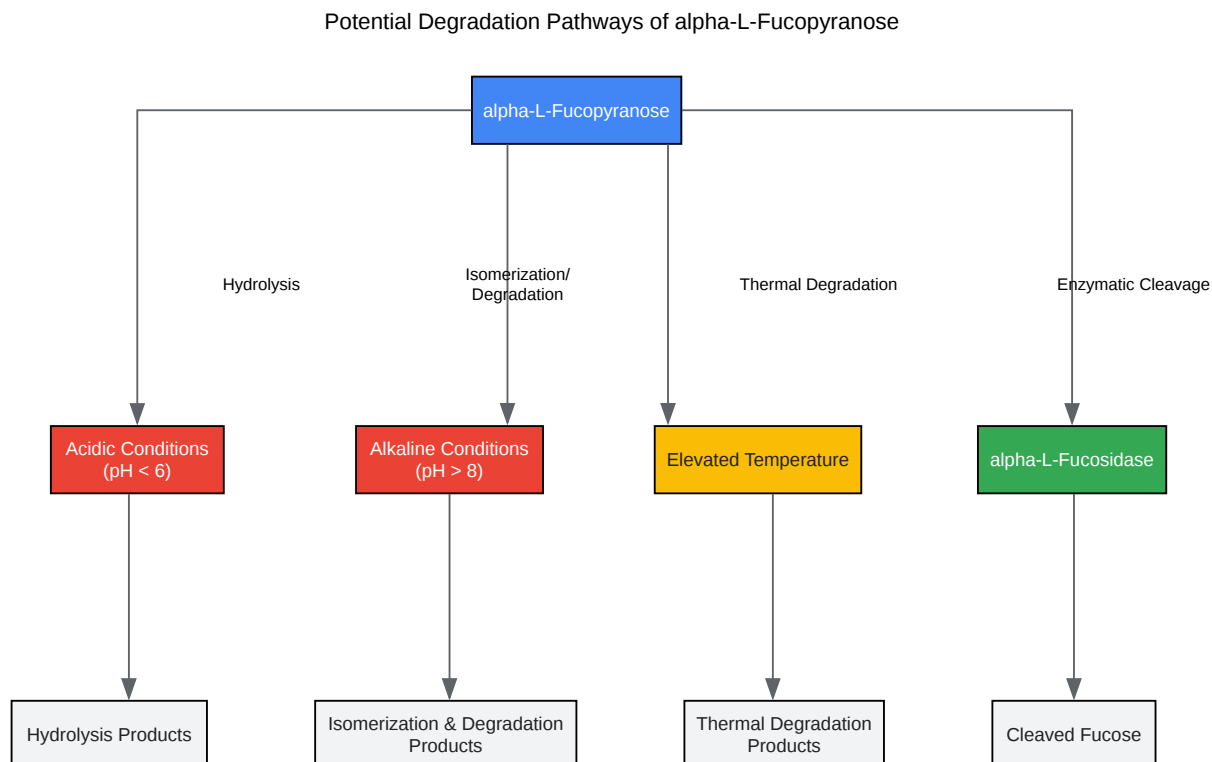 Potential Degradation Pathways of alpha-L-Fucopyranose
alpha-L-Fucopyranose
Hydrolysis
Isomerization/
Degradation
Thermal Degradation
Enzymatic Cleavage
Acidic Conditions
(pH < 6)
Alkaline Conditions
(pH > 8)
Elevated Temperature
alpha-L-Fucosidase
Hydrolysis Products
Isomerization & Degradation
Products
Thermal Degradation
Products
Cleaved Fucose